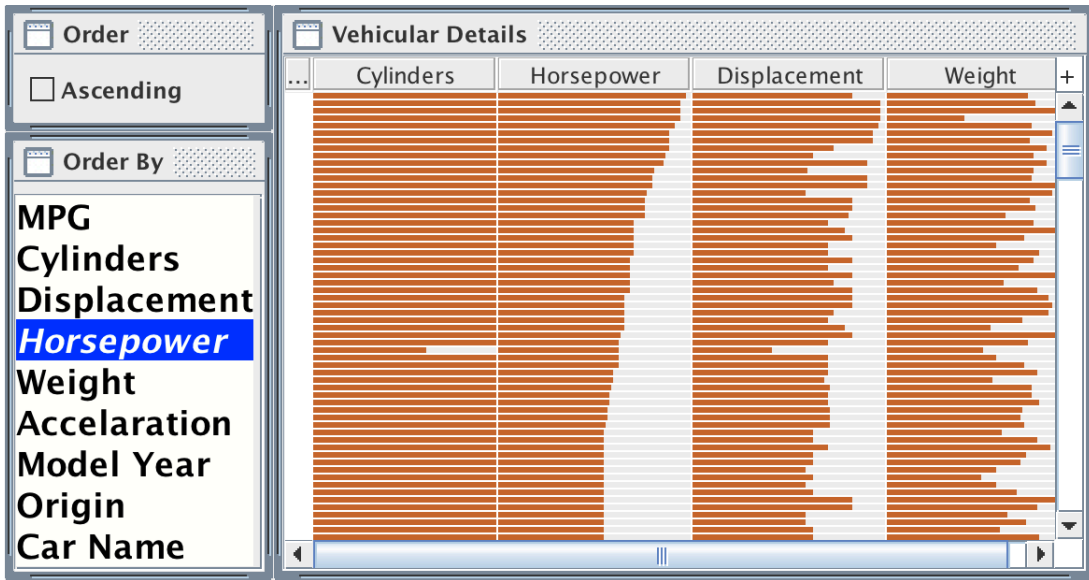 Order
Ascending
Order By
MPG
Cylinders
Displacement
Horsepower
Weight
Accelaration
Model Year
Origin
Car Name
Vehicular Details
... Cylinders Horsepower Displacement Weight +